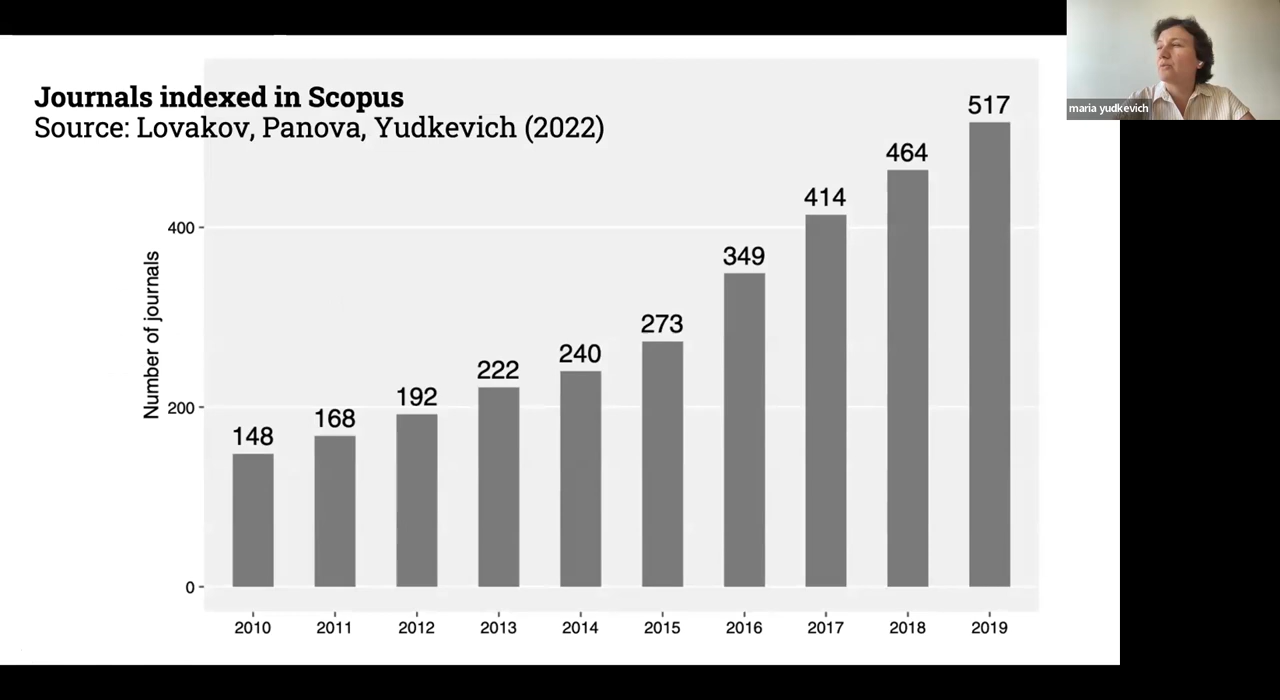 Journals indexed in Scopus
Source: Lovakov, Panova, Yudkevich (2022)
maria yudkevich
Number of journals
400
200
0
148
168
192
222
240
273
349
414
464
517
2010 2011 2012 2013 2014 2015 2016 2017 2018 2019